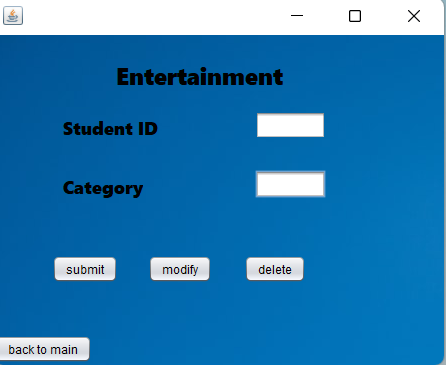 Entertainment
Student ID
Category
submit modify delete
back to main